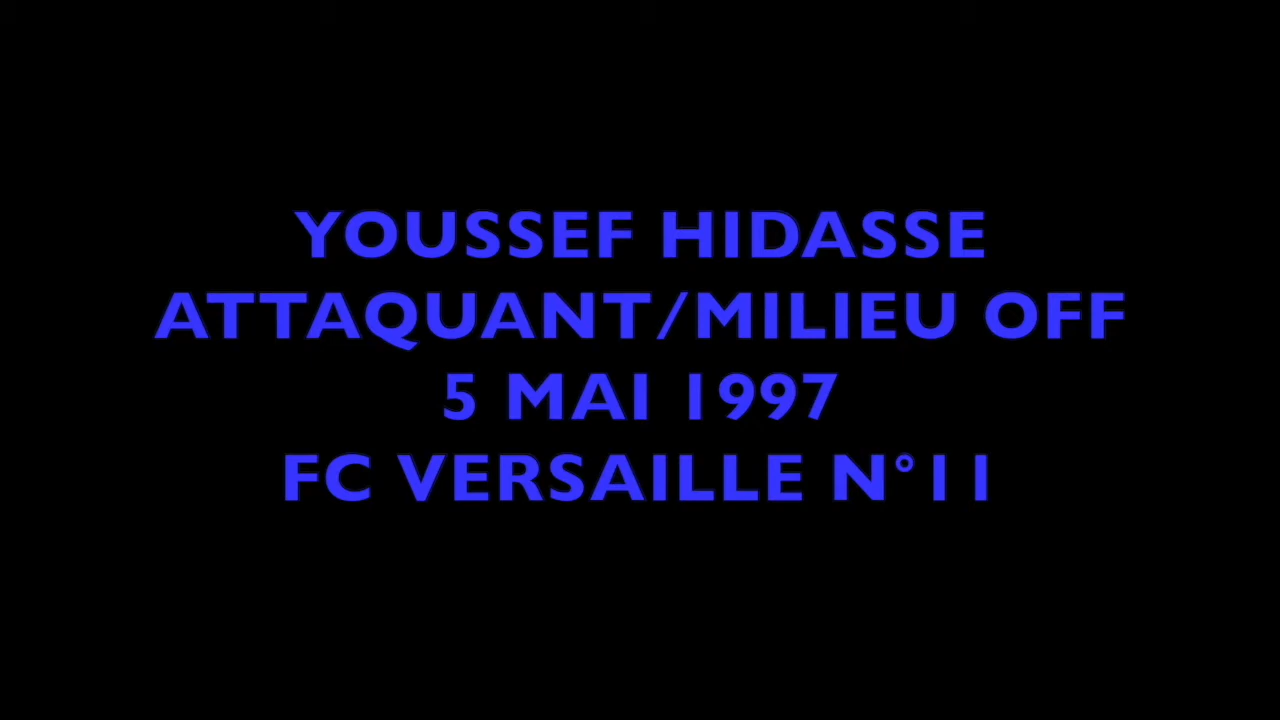 YOUSSEF HIDASSE
ATTAQUANT/MILIEU OFF
5 MAI 1997
FC VERSAILLE N°11